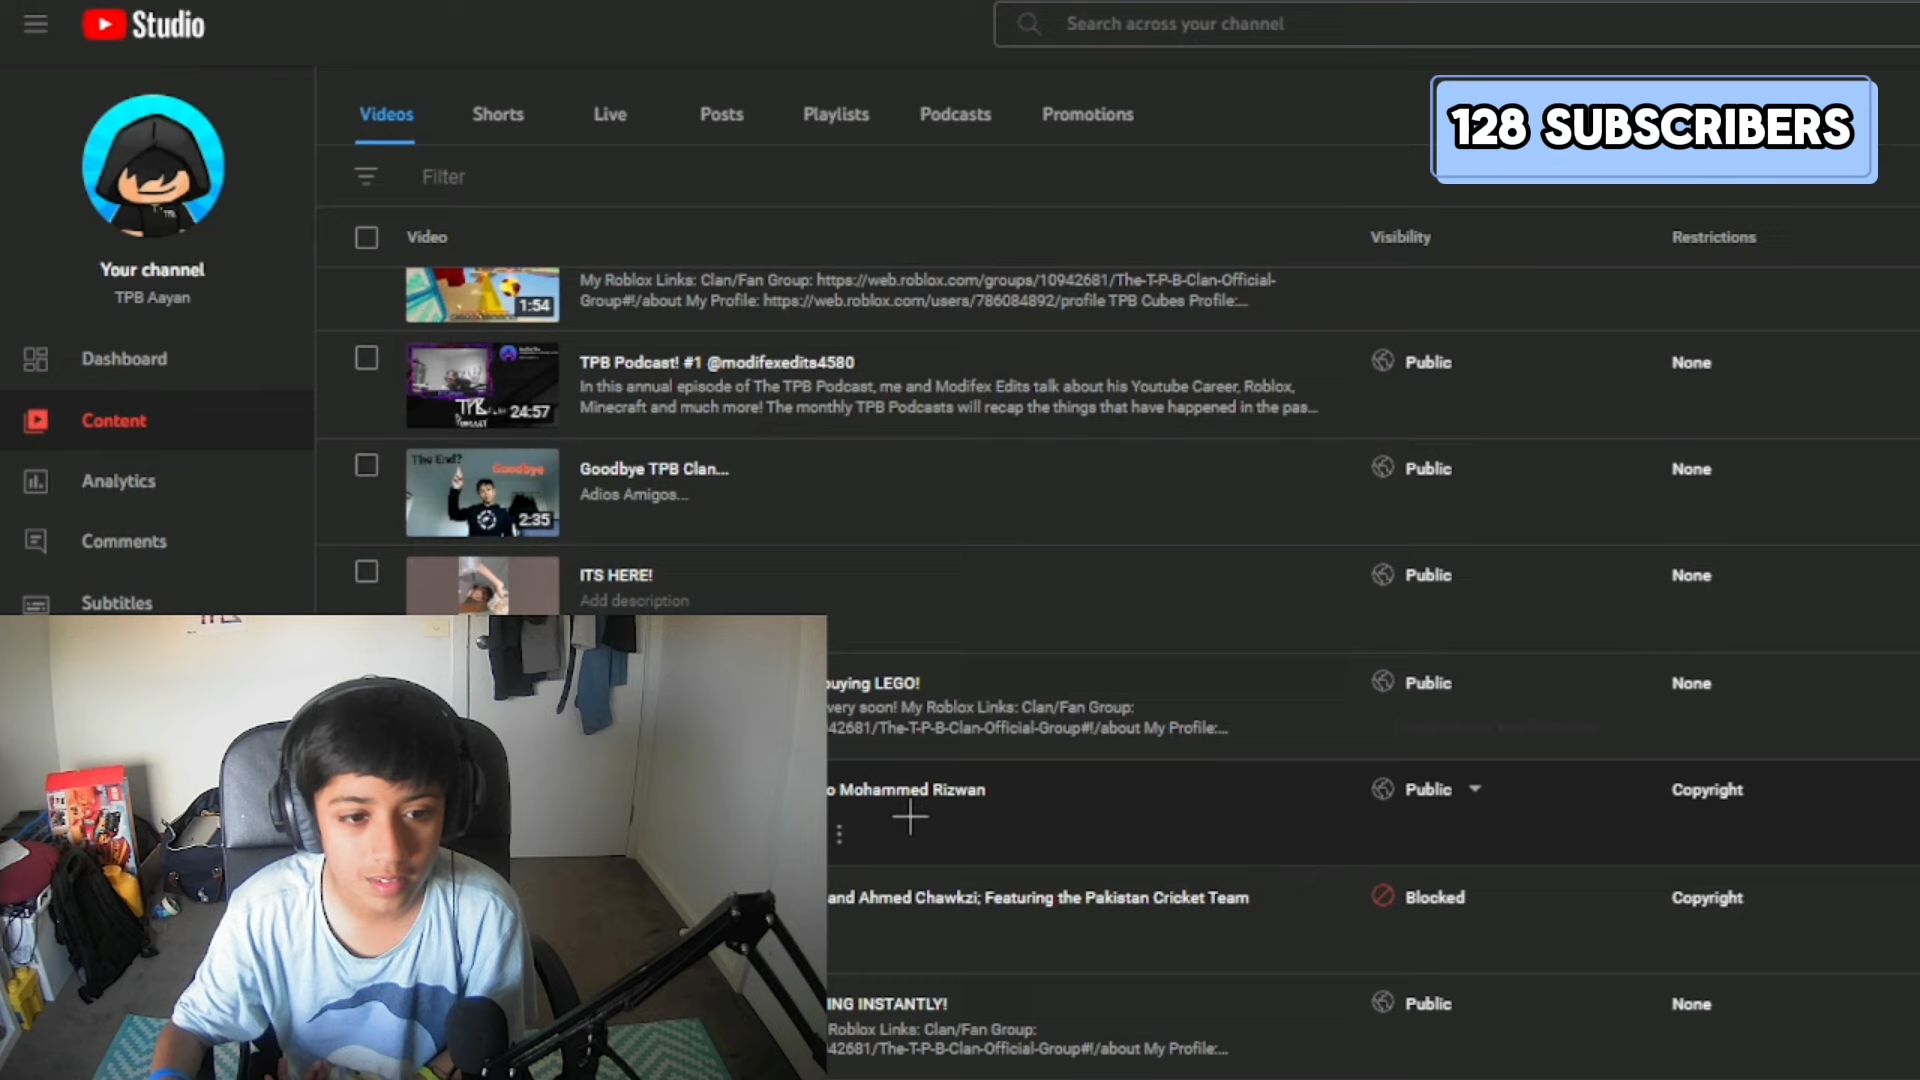 Studio
Search across your channel
128 SUBSCRIBERS
Videos
Shorts
Live
Posts
Playlists
Podcasts
Promotions
Filter
Video
Visibility
Restrictions
Your channel
TPB Aayan
Dashboard
Content
Analytics
Comments
Subtitles
1:54
My Roblox Links: Clan/Fan Group: https://web.roblox.com/groups/10942681/The-T-P-B-Clan-Official-
Group#!/about My Profile: https://web.roblox.com/users/786084892/profile TPB Cubes Profile:...
24:57
TPB Podcast! #1 @modifexedits4580
In this annual episode of The TPB Podcast, me and Modifex Edits talk about his Youtube Career, Roblox,
Minecraft and much more! The monthly TPB Podcasts will recap the things that have happened in the pas...
Public
None
The End?
Goodbye
2:35
Goodbye TPB Clan...
Adios Amigos...
Public
None
ITS HERE!
Add description
Public
None
buying LEGO!
very soon! My Roblox Links: Clan/Fan Group:
42681/The-T-P-B-Clan-Official-Group#!/about My Profile:...
Public
None
o Mohammed Rizwan
Public
Copyright
and Ahmed Chawkzi; Featuring the Pakistan Cricket Team
Blocked
Copyright
ING INSTANTLY!
Roblox Links: Clan/Fan Group:
42681/The-T-P-B-Clan-Official-Group#!/about My Profile:...
Public
None